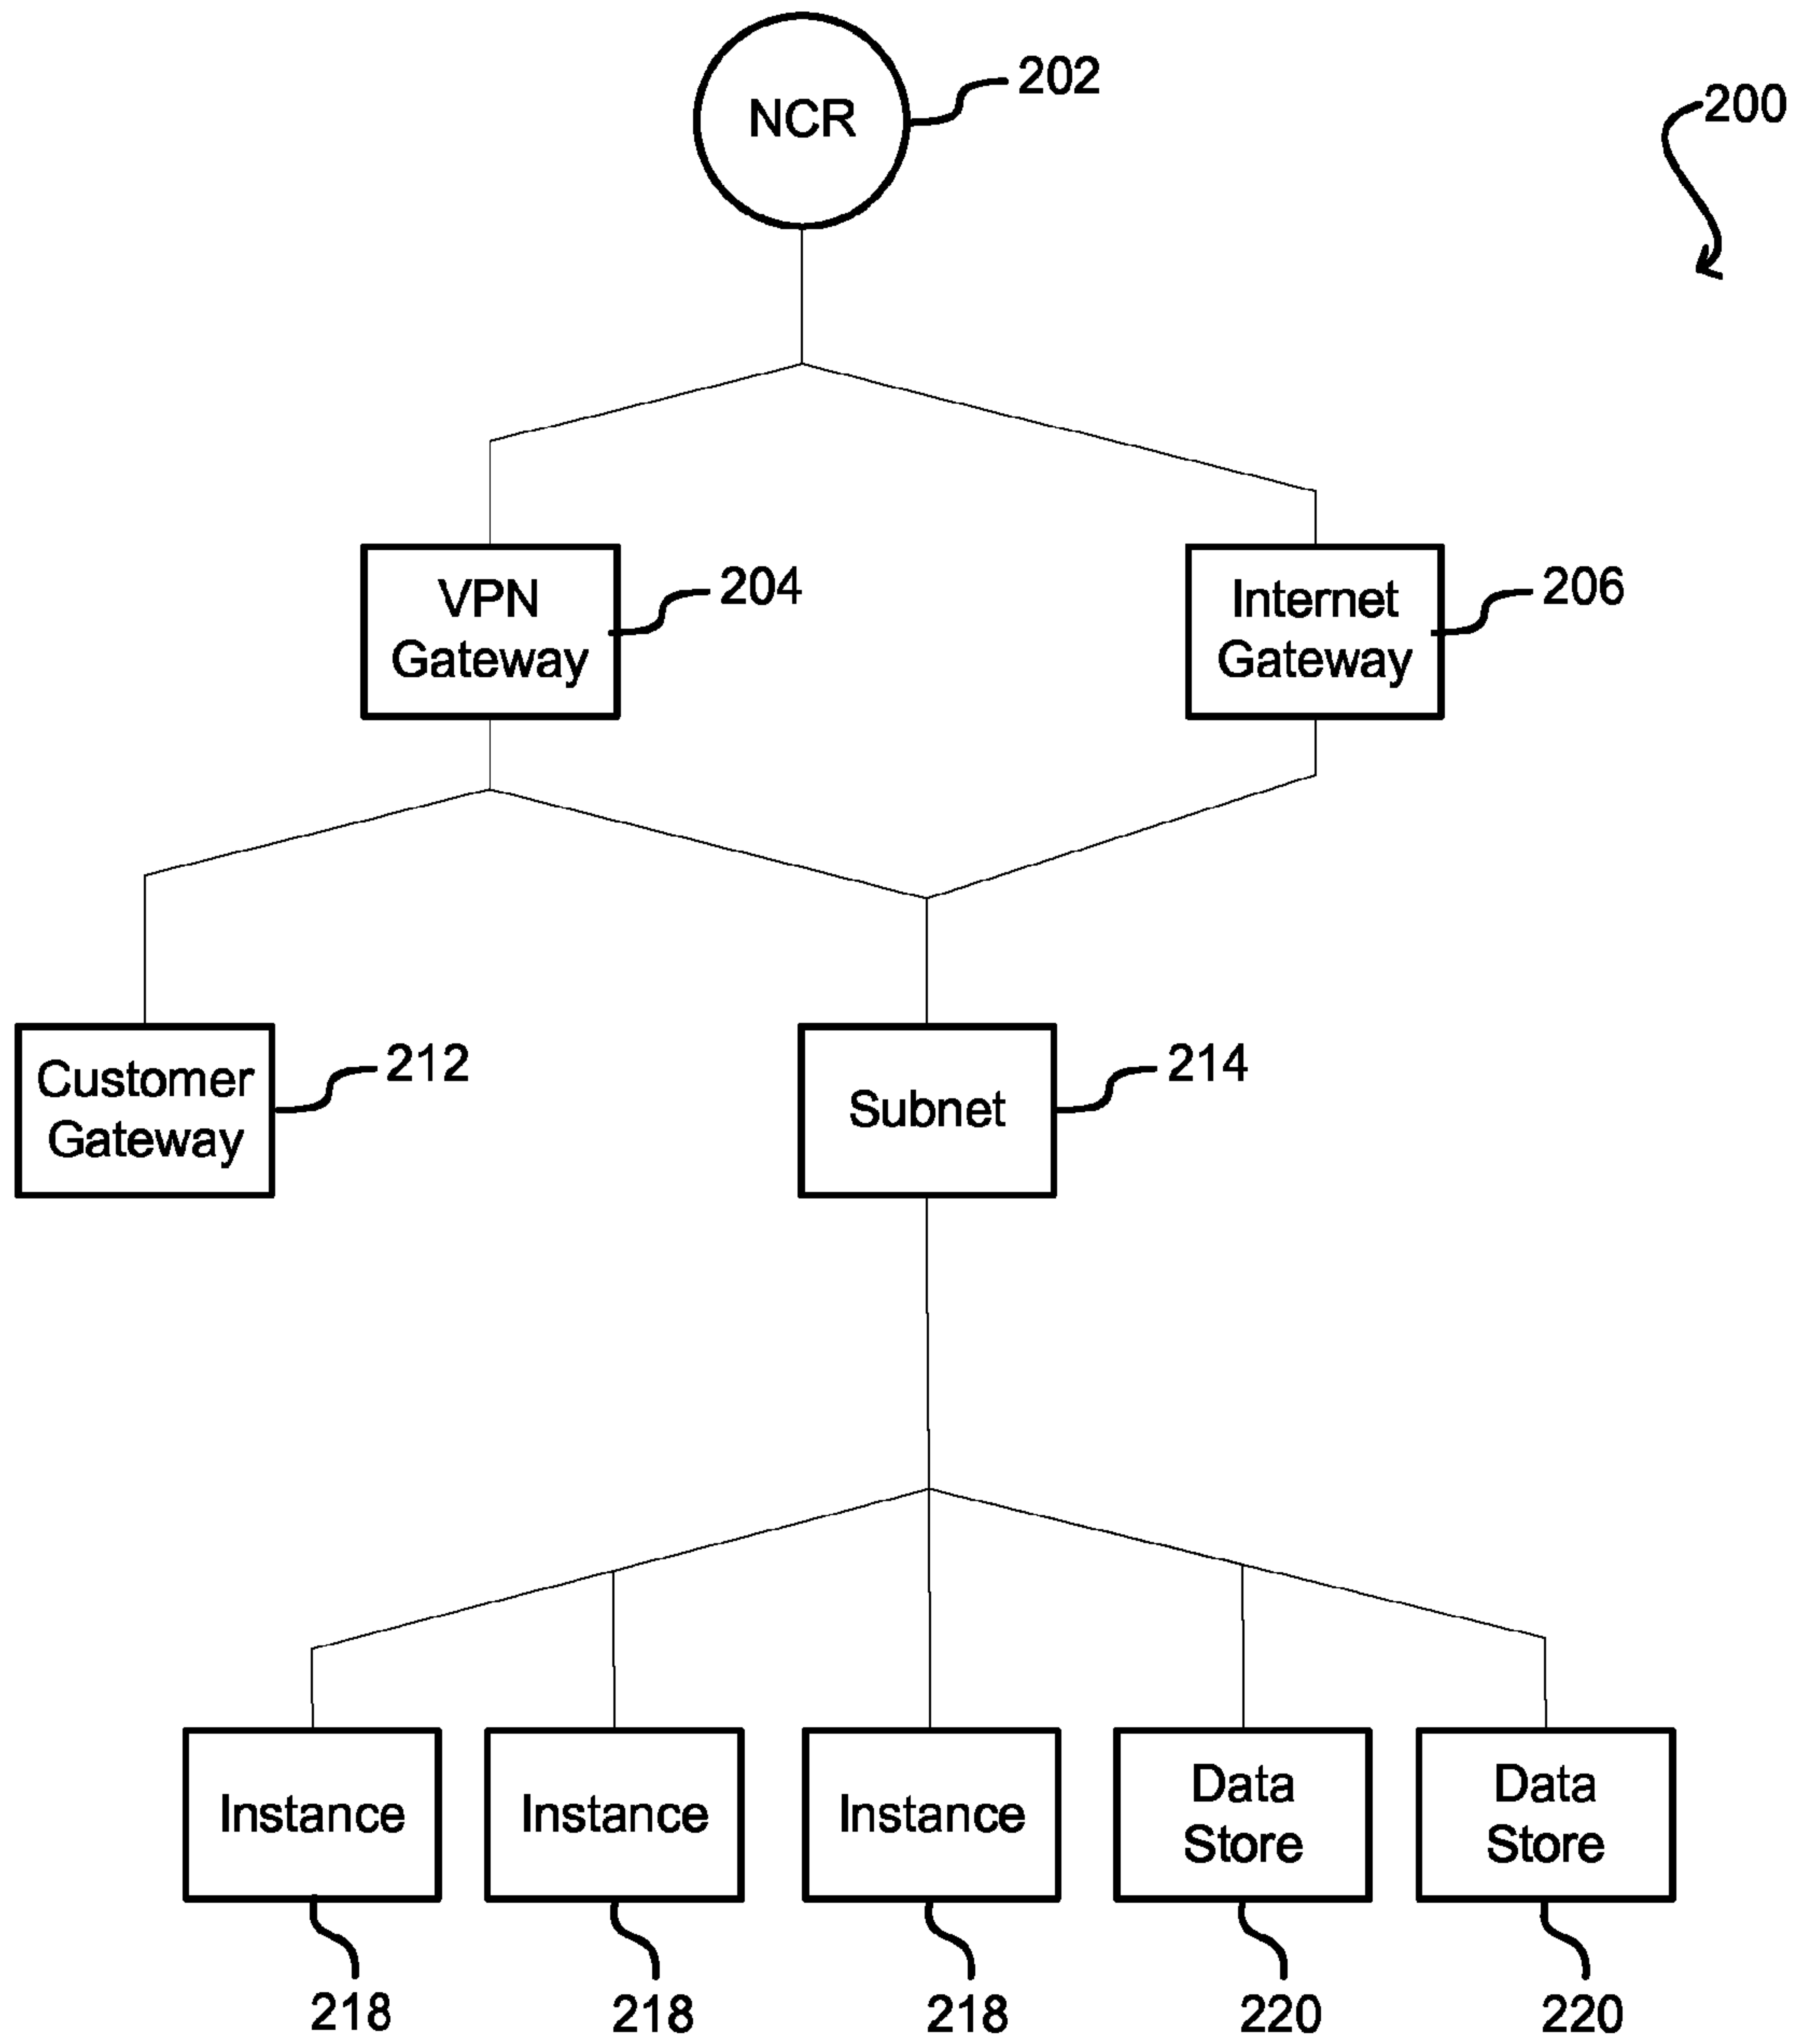 NCR
202
200
VPN
Gateway
204
Internet
Gateway
206
Customer
Gateway
212
Subnet
214
Instance
Instance
Instance
Data
Store
Data
Store
218
218
218
220
220